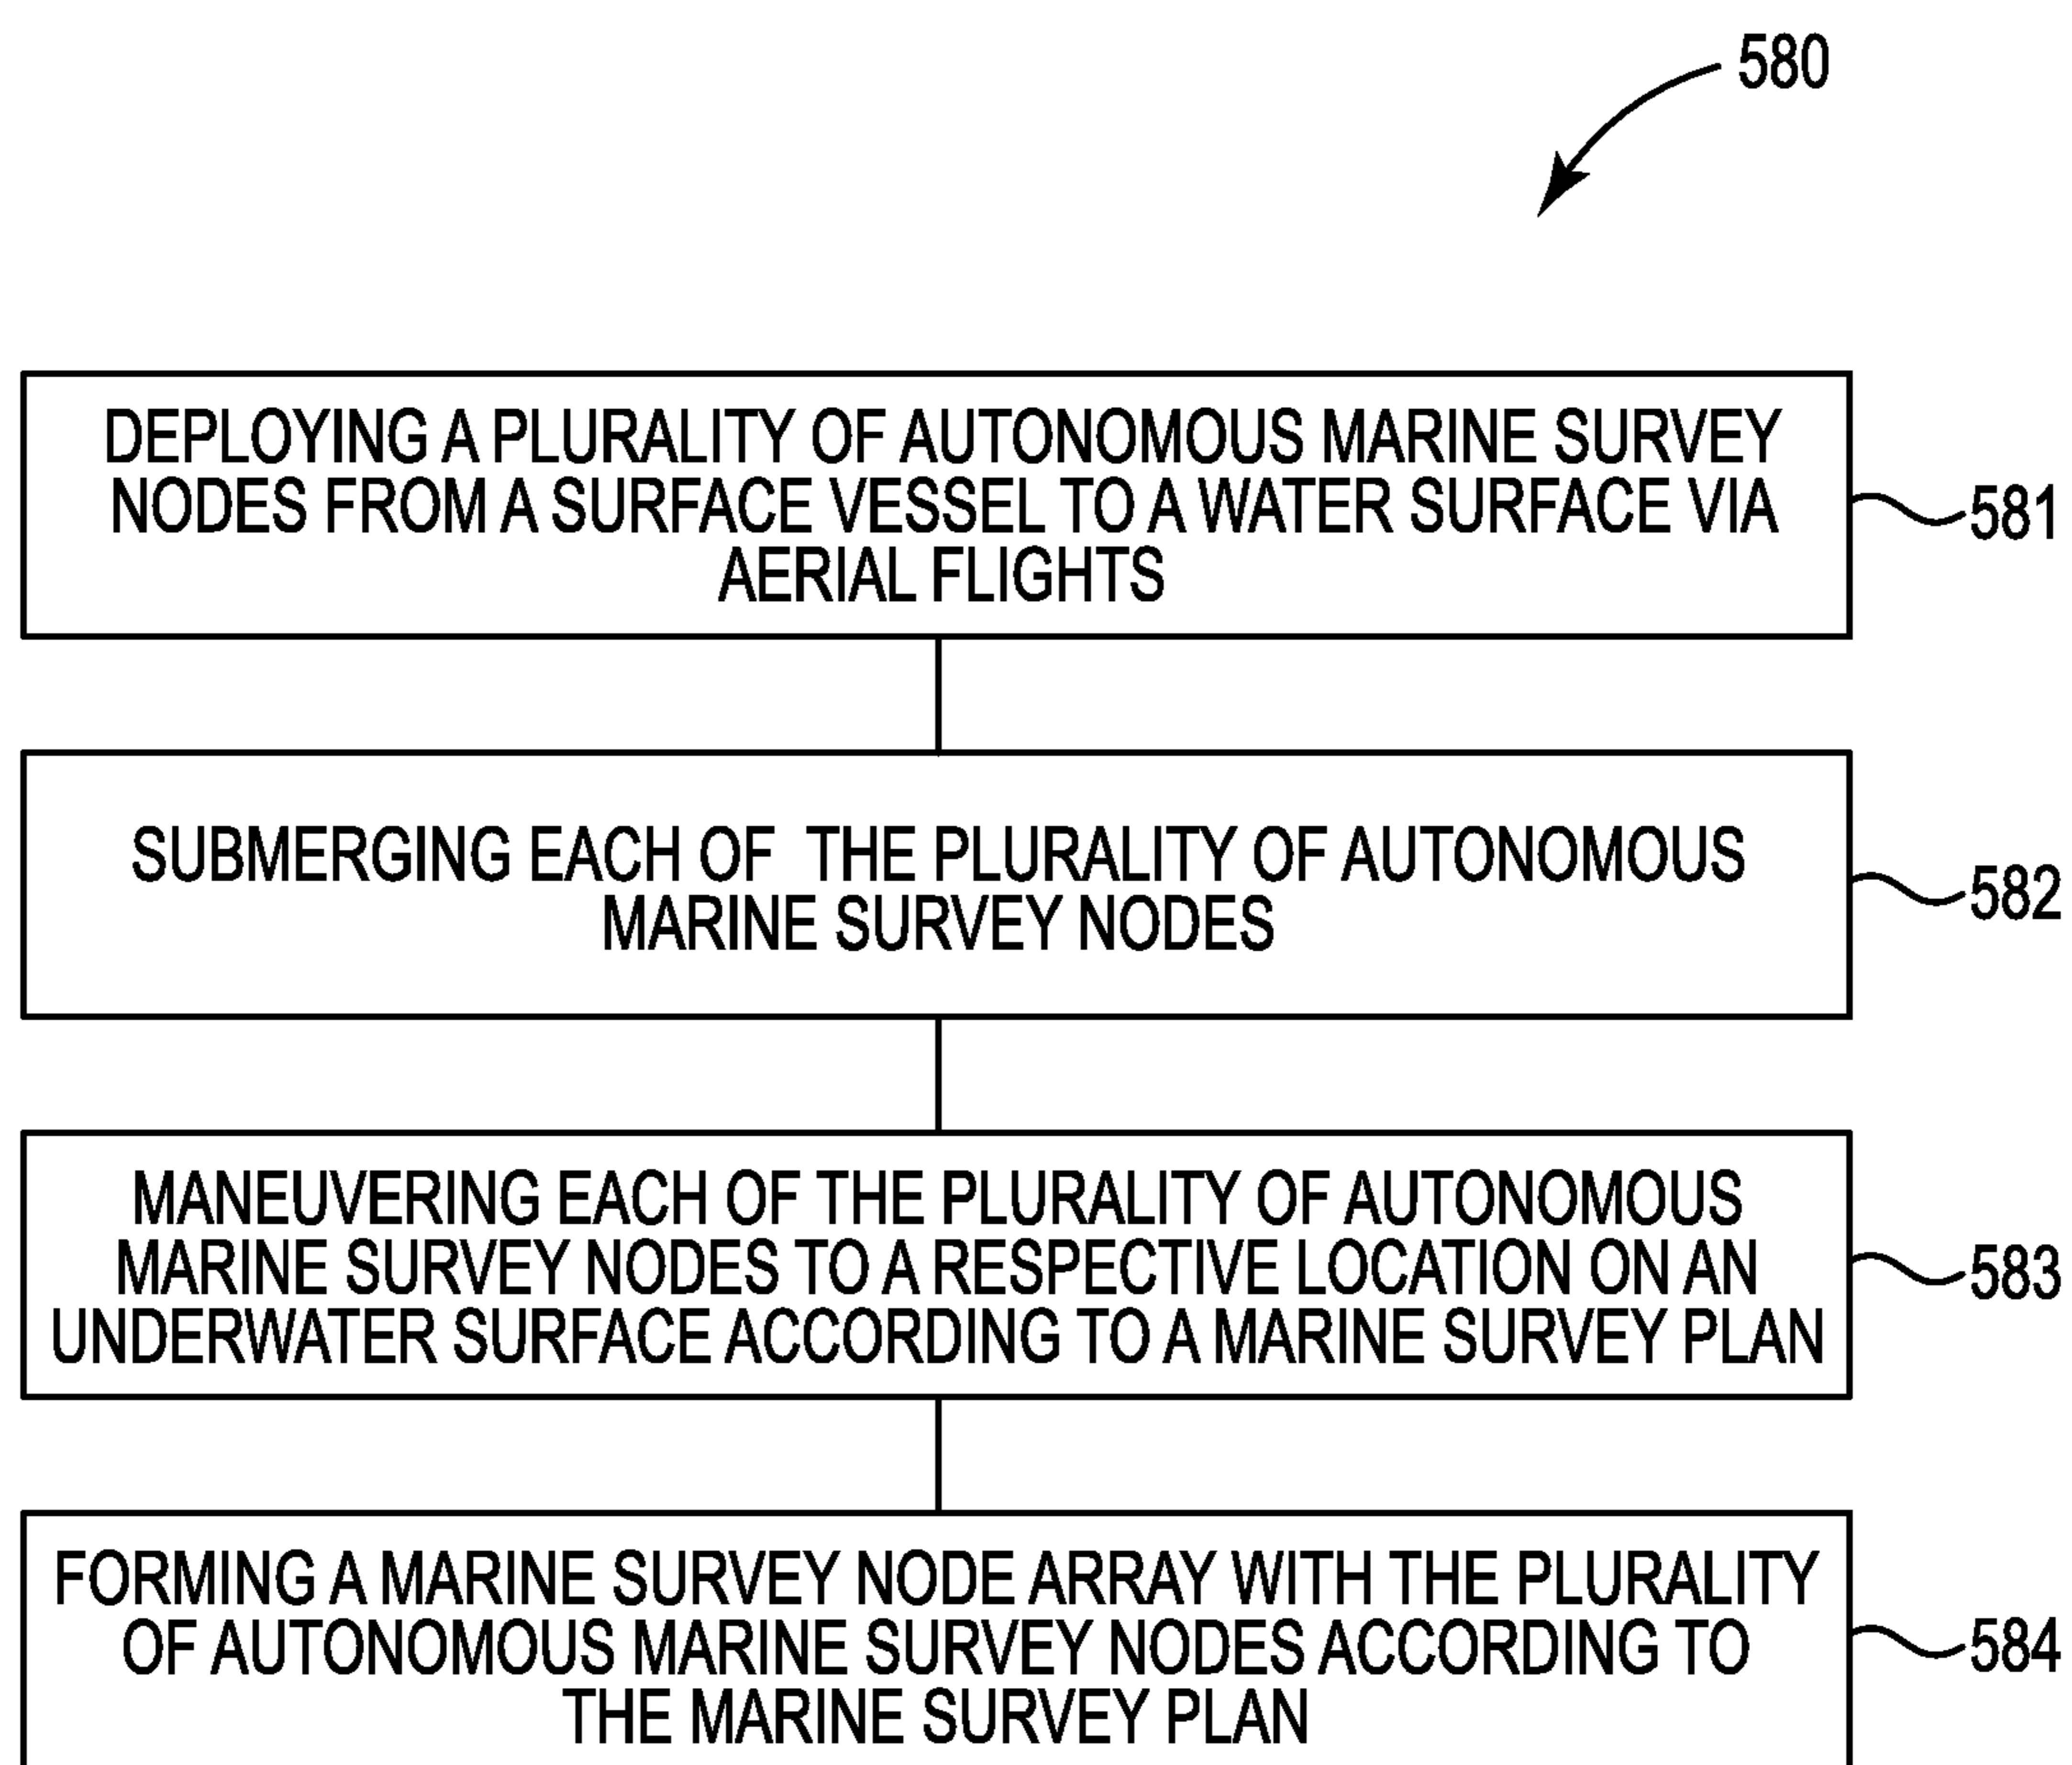 580
DEPLOYING A PLURALITY OF AUTONOMOUS MARINE SURVEY
NODES FROM A SURFACE VESSEL TO A WATER SURFACE VIA
AERIAL FLIGHTS
581
SUBMERGING EACH OF THE PLURALITY OF AUTONOMOUS
MARINE SURVEY NODES
582
MANEUVERING EACH OF THE PLURALITY OF AUTONOMOUS
MARINE SURVEY NODES TO A RESPECTIVE LOCATION ON AN
UNDERWATER SURFACE ACCORDING TO A MARINE SURVEY PLAN
583
FORMING A MARINE SURVEY NODE ARRAY WITH THE PLURALITY
OF AUTONOMOUS MARINE SURVEY NODES ACCORDING TO
THE MARINE SURVEY PLAN
584